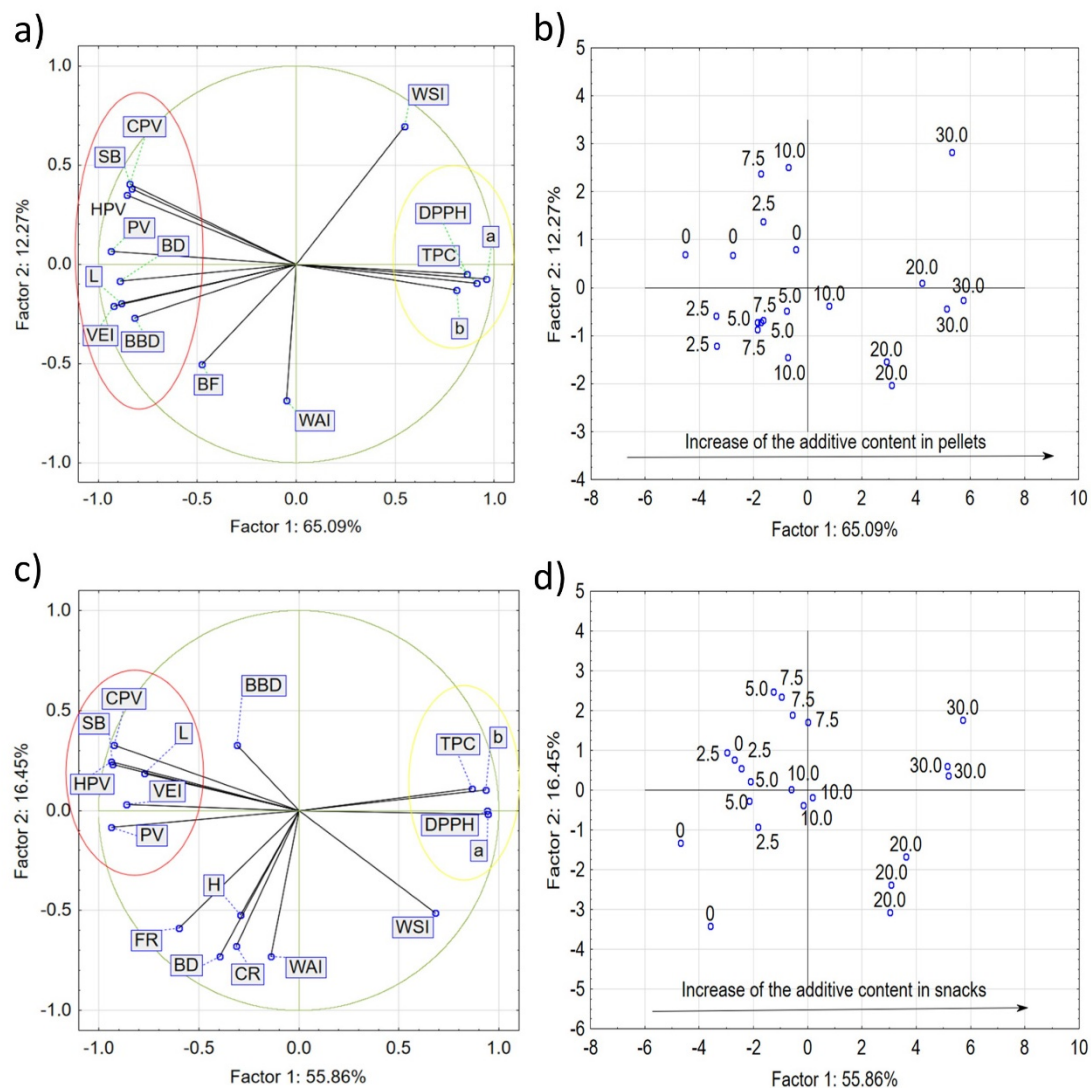 a)
1.0
0.5
0.0
-0.5
-1.0
Factor 2: 12.27%
WSI
CPV
SB
HPV
PV
BD
L
VEI
BBD
BF
WAI
DPPH
a
TPC
b
-1.0 -0.5 0.0 0.5 1.0
Factor 1: 65.09%
b)
5
4
3
2
1
0
-1
-2
-3
-4
Factor 2: 12.27%
30.0
10.0
7.5
2.5
0 0 0
20.0
30.0
30.0
2.5 5.0 7.5 5.0 10.0
2.5 7.5 5.0
10.0
20.0
20.0
Increase of the additive content in pellets
-8 -6 -4 -2 0 2 4 6 8 10
Factor 1: 65.09%
c)
1.0
0.5
0.0
-0.5
-1.0
Factor 2: 16.45%
BBD
CPV
SB
L
HPV
VEI
PV
TPC
b
DPPH
a
H
WSI
FR
BD
CR
WAI
-1.0 -0.5 0.0 0.5 1.0
Factor 1: 55.86%
d)
5
4
3
2
1
0
-1
-2
-3
-4
-5
-6
Factor 2: 16.45%
5.0 7.5
7.5
7.5
30.0
2.5 0 2.5
30.0 30.0
5.0 10.0
5.0 10.0
10.0
2.5
0
20.0
20.0
20.0
0
Increase of the additive content in snacks
-8 -6 -4 -2 0 2 4 6 8 10
Factor 1: 55.86%